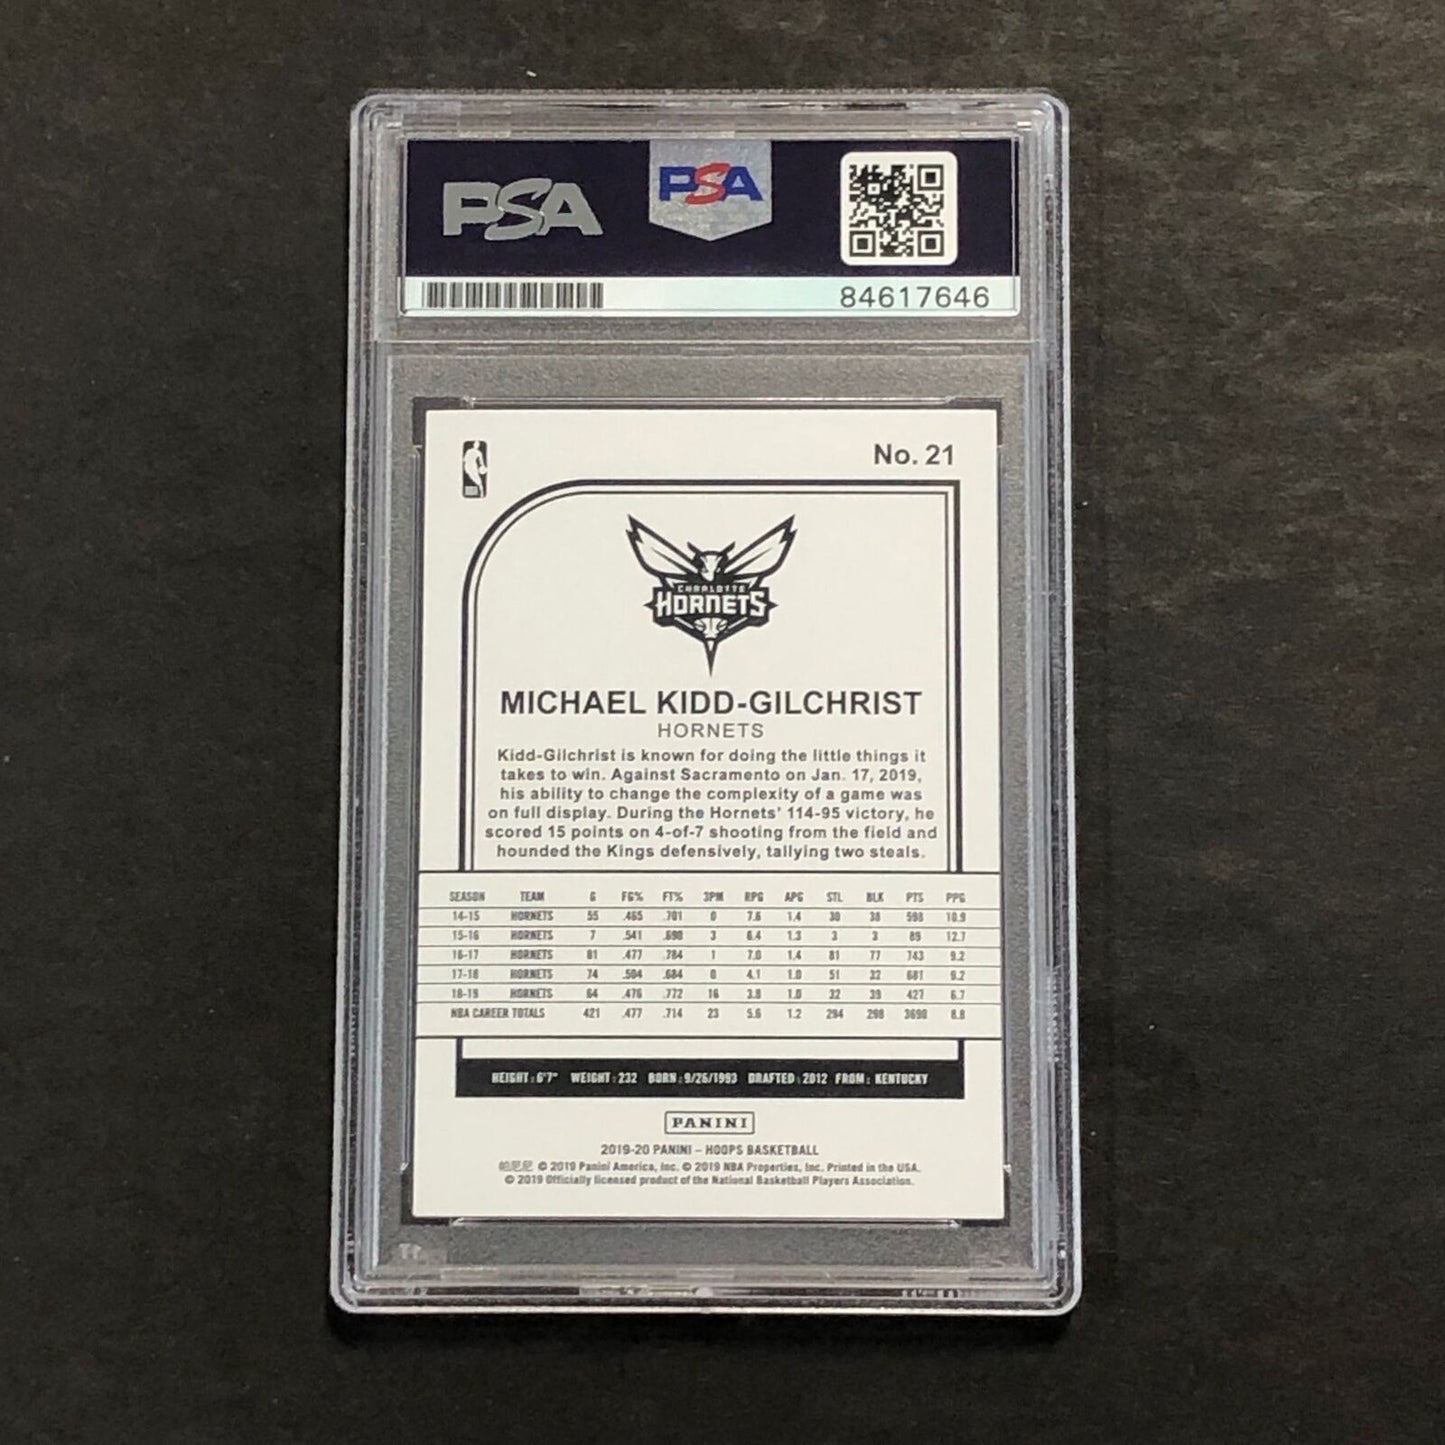 PSA
PSA
84617646
No. 21
CHARLOTTE
HORNETS
MICHAEL KIDD-GILCHRIST
HORNETS
Kidd-Gilchrist is known for doing the little things it
takes to win. Against Sacramento on Jan. 17, 2019,
his ability to change the complexity of a game was
on full display. During the Hornets' 114-95 victory, he
scored 15 points on 4-of-7 shooting from the field and
hounded the Kings defensively, tallying two steals.
SEASON TEAM G FG% FT% 3PM RPG APG STL BLK PTS PPG
14-15 HORNETS 55 .465 .701 0 7.6 1.4 30 38 598 10.9
15-16 HORNETS 7 .541 .690 3 6.4 1.3 3 3 89 12.7
16-17 HORNETS 81 .477 .784 1 7.0 1.4 81 77 743 9.2
17-18 HORNETS 74 .504 .684 0 4.1 1.0 51 32 681 9.2
18-19 HORNETS 64 .476 .772 16 3.8 1.0 32 39 427 6.7
NBA CAREER TOTALS 421 .477 .714 23 5.6 1.2 294 298 3690 8.8
HEIGHT: 6'7" WEIGHT: 232 BORN: 9/26/1993 DRAFTED: 2012 FROM: KENTUCKY
PANINI
2019-20 PANINI – HOOPS BASKETBALL
帕尼尼 © 2019 Panini America, Inc. © 2019 NBA Properties, Inc. Printed in the USA.
© 2019 Officially licensed product of the National Basketball Players Association.